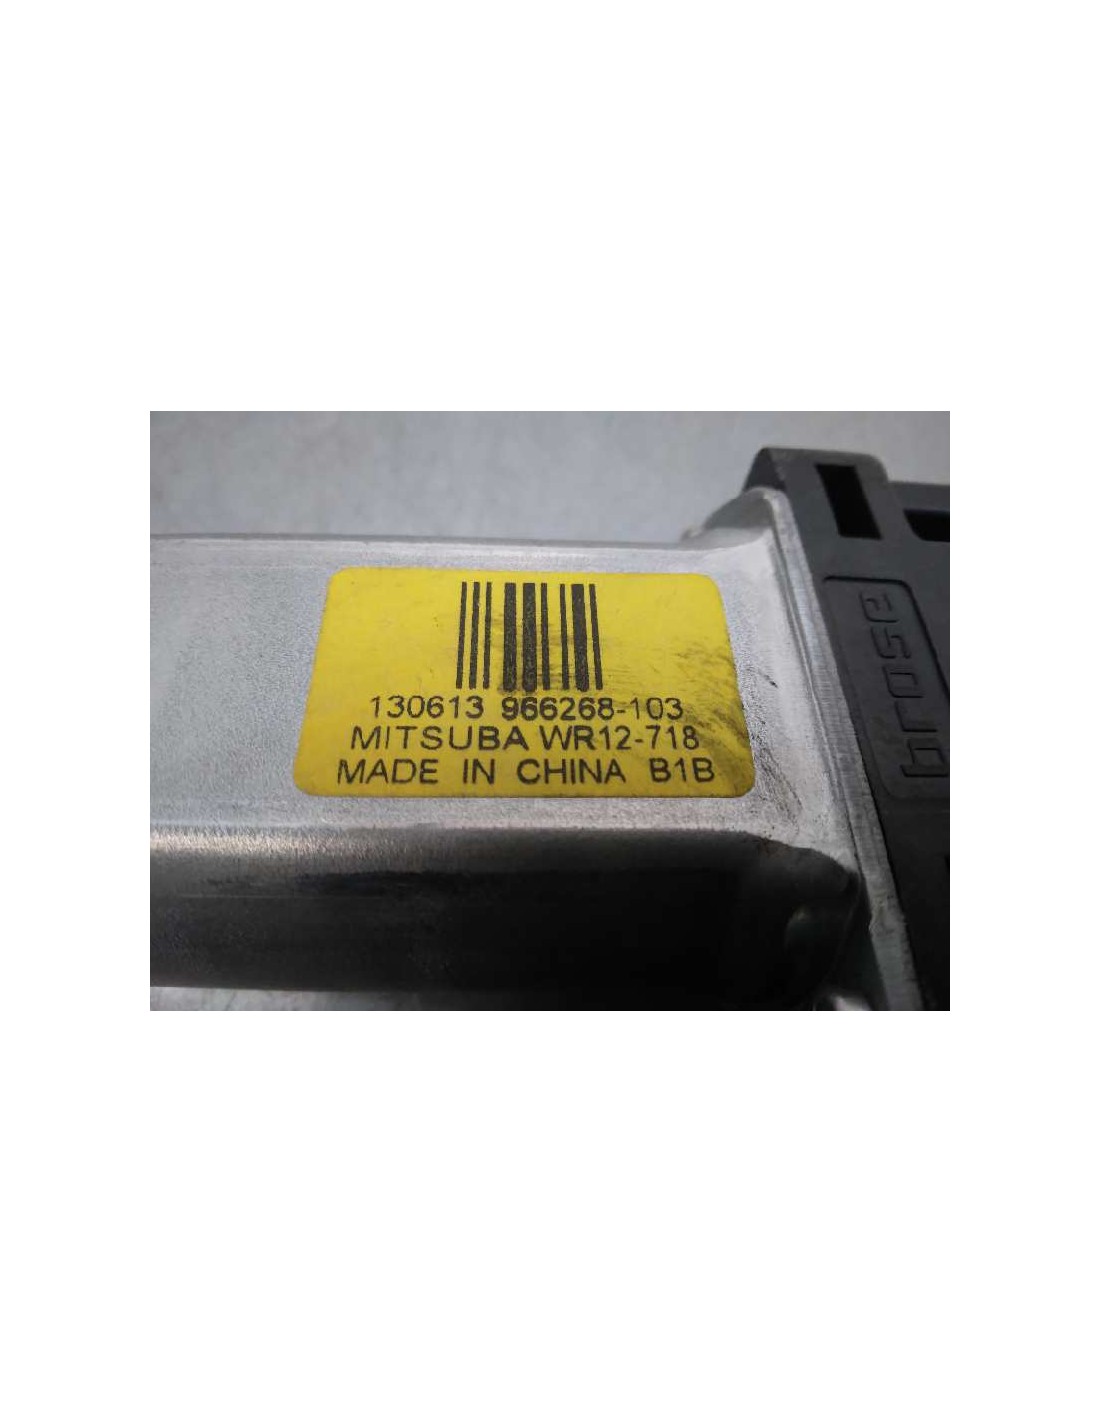 130613 966268-103
MITSUBA WR12-718
MADE IN CHINA B1B
brose